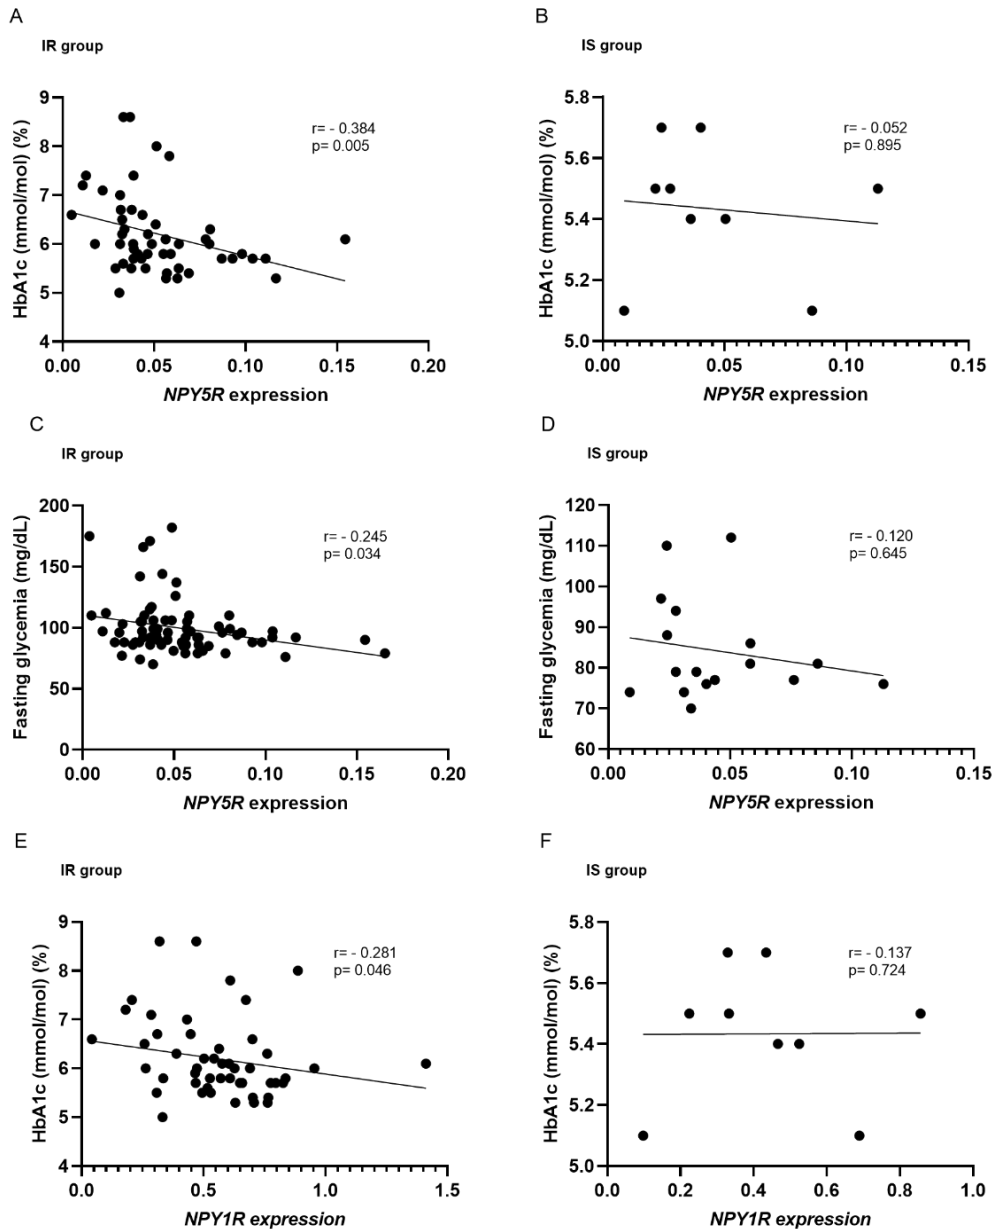 A
IR group
HbA1c (mmol/mol) (%)
9
8
7
6
5
4
r= - 0.384
p= 0.005
0.00
0.05
0.10
0.15
0.20
NPY5R expression
B
IS group
HbA1c (mmol/mol) (%)
5.8
5.6
5.4
5.2
5.0
r= - 0.052
p= 0.895
0.00
0.05
0.10
0.15
NPY5R expression
C
IR group
Fasting glycemia (mg/dL)
200
150
100
50
0
r= - 0.245
p= 0.034
0.00
0.05
0.10
0.15
0.20
NPY5R expression
D
IS group
Fasting glycemia (mg/dL)
120
110
100
90
80
70
60
r= - 0.120
p= 0.645
0.00
0.05
0.10
0.15
NPY5R expression
E
IR group
HbA1c (mmol/mol) (%)
9
8
7
6
5
4
r= - 0.281
p= 0.046
0.0
0.5
1.0
1.5
NPY1R expression
F
IS group
HbA1c (mmol/mol) (%)
5.8
5.6
5.4
5.2
5.0
r= - 0.137
p= 0.724
0.0
0.2
0.4
0.6
0.8
1.0
NPY1R expression